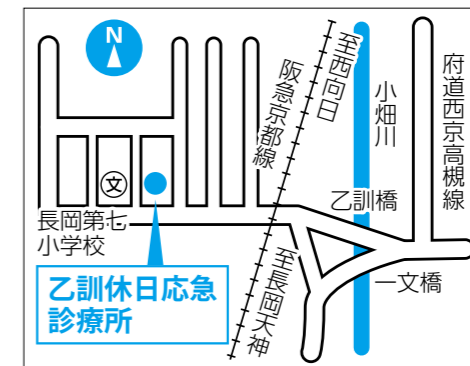 N
至西向日
阪急京都線
小畑川
府道西京高槻線
文
長岡第七
小学校
乙訓橋
一文橋
至長岡天神
乙訓休日応急
診療所